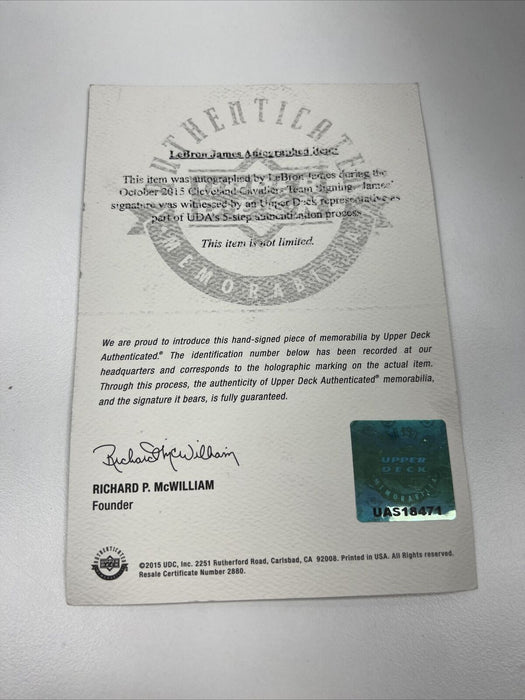 AUTHENTICATED
LeBron James Autographed Item
This item was autographed by LeBron James during the
October 2015 Cleveland Cavaliers Team Signing. James'
signature was witnessed by an Upper Deck representative as
part of UDA's 5-step authentication process
This item is not limited.
MEMORABILIA
We are proud to introduce this hand-signed piece of memorabilia by Upper Deck
Authenticated.® The identification number below has been recorded at our
headquarters and corresponds to the holographic marking on the actual item.
Through this process, the authenticity of Upper Deck Authenticated® memorabilia,
and the signature it bears, is fully guaranteed.
Richard P. McWilliam
RICHARD P. McWILLIAM
Founder
UPPER
DECK
MEMORABILIA
UAS18471
AUTHENTICATED
©2015 UDC, Inc. 2251 Rutherford Road, Carlsbad, CA 92008. Printed in USA. All Rights reserved.
Resale Certificate Number 2880.